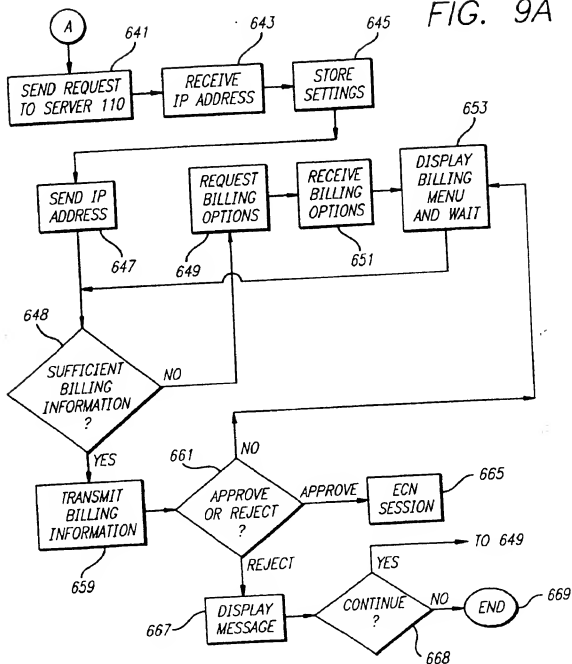 FIG. 9A
A
641
643
645
SEND REQUEST
TO SERVER 110
RECEIVE
IP ADDRESS
STORE
SETTINGS
653
SEND IP
ADDRESS
647
REQUEST
BILLING
OPTIONS
649
RECEIVE
BILLING
OPTIONS
651
DISPLAY
BILLING
MENU
AND WAIT
648
SUFFICIENT
BILLING
INFORMATION
?
NO
YES
TRANSMIT
BILLING
INFORMATION
659
661
NO
APPROVE
OR REJECT
?
APPROVE
ECN
SESSION
665
REJECT
DISPLAY
MESSAGE
667
TO 649
YES
CONTINUE
?
668
NO
END
669